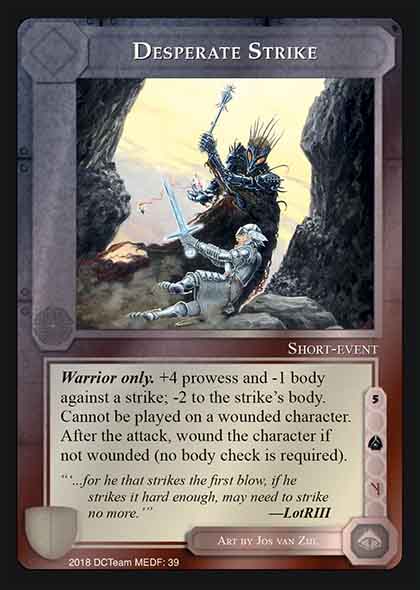 DESPERATE STRIKE
SHORT-EVENT
Warrior only. +4 prowess and -1 body
against a strike; -2 to the strike's body.
Cannot be played on a wounded character.
After the attack, wound the character if
not wounded (no body check is required).
"‘...for he that strikes the first blow, if he
strikes it hard enough, may need to strike
no more.’"
—LotRIII
5
ART BY JOS VAN ZIJL
2018 DCTeam MEDF: 39